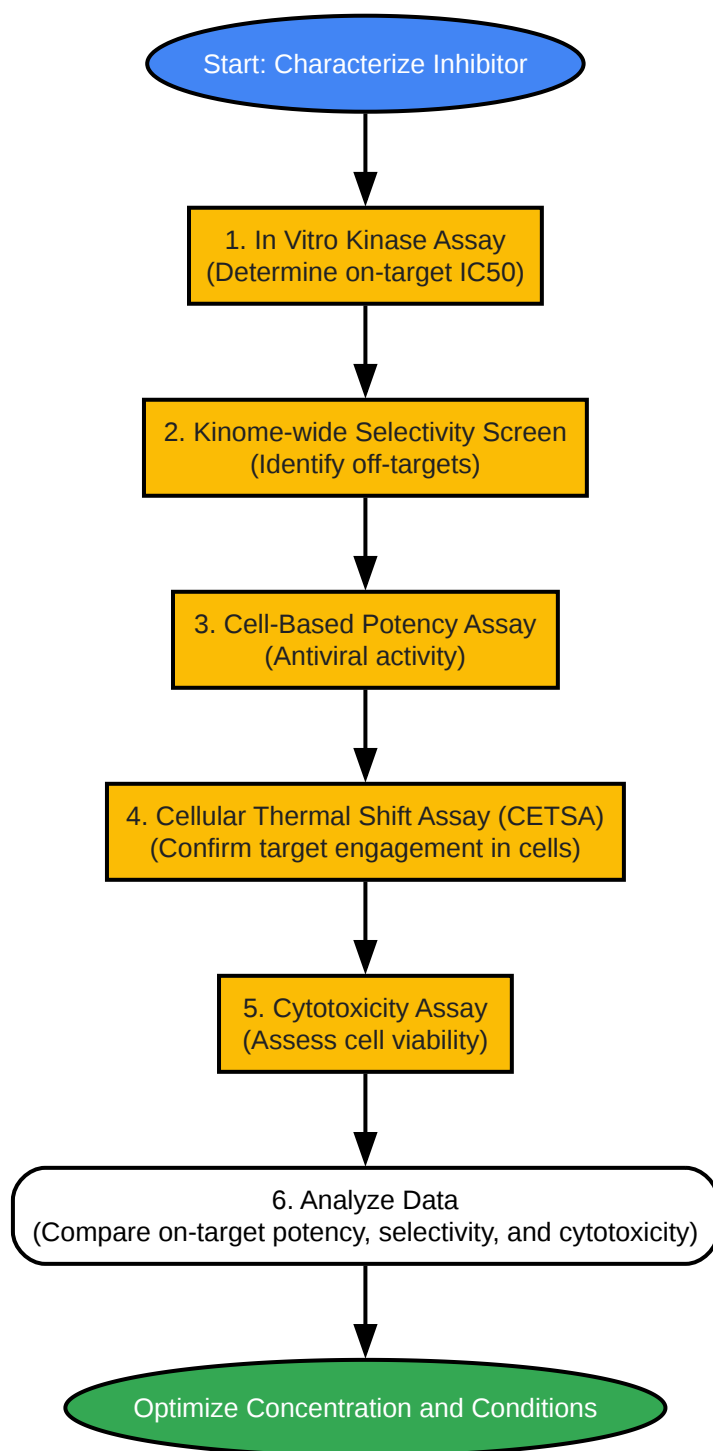 Start: Characterize Inhibitor
1. In Vitro Kinase Assay
(Determine on-target IC50)
2. Kinome-wide Selectivity Screen
(Identify off-targets)
3. Cell-Based Potency Assay
(Antiviral activity)
4. Cellular Thermal Shift Assay (CETSA)
(Confirm target engagement in cells)
5. Cytotoxicity Assay
(Assess cell viability)
6. Analyze Data
(Compare on-target potency, selectivity, and cytotoxicity)
Optimize Concentration and Conditions